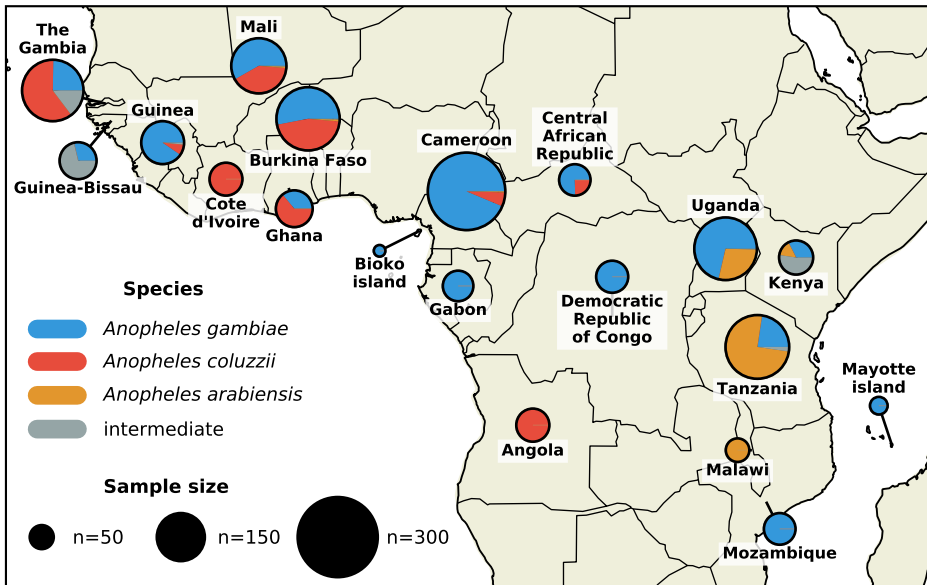 The
Gambia
Mali
Guinea
Burkina Faso
Guinea-Bissau
Cote
d'Ivoire
Ghana
Cameroon
Central
African
Republic
Uganda
Kenya
Bioko
island
Gabon
Democratic
Republic
of Congo
Tanzania
Mayotte
island
Angola
Malawi
Mozambique
Species
Anopheles gambiae
Anopheles coluzzii
Anopheles arabiensis
intermediate
Sample size
n=50
n=150
n=300